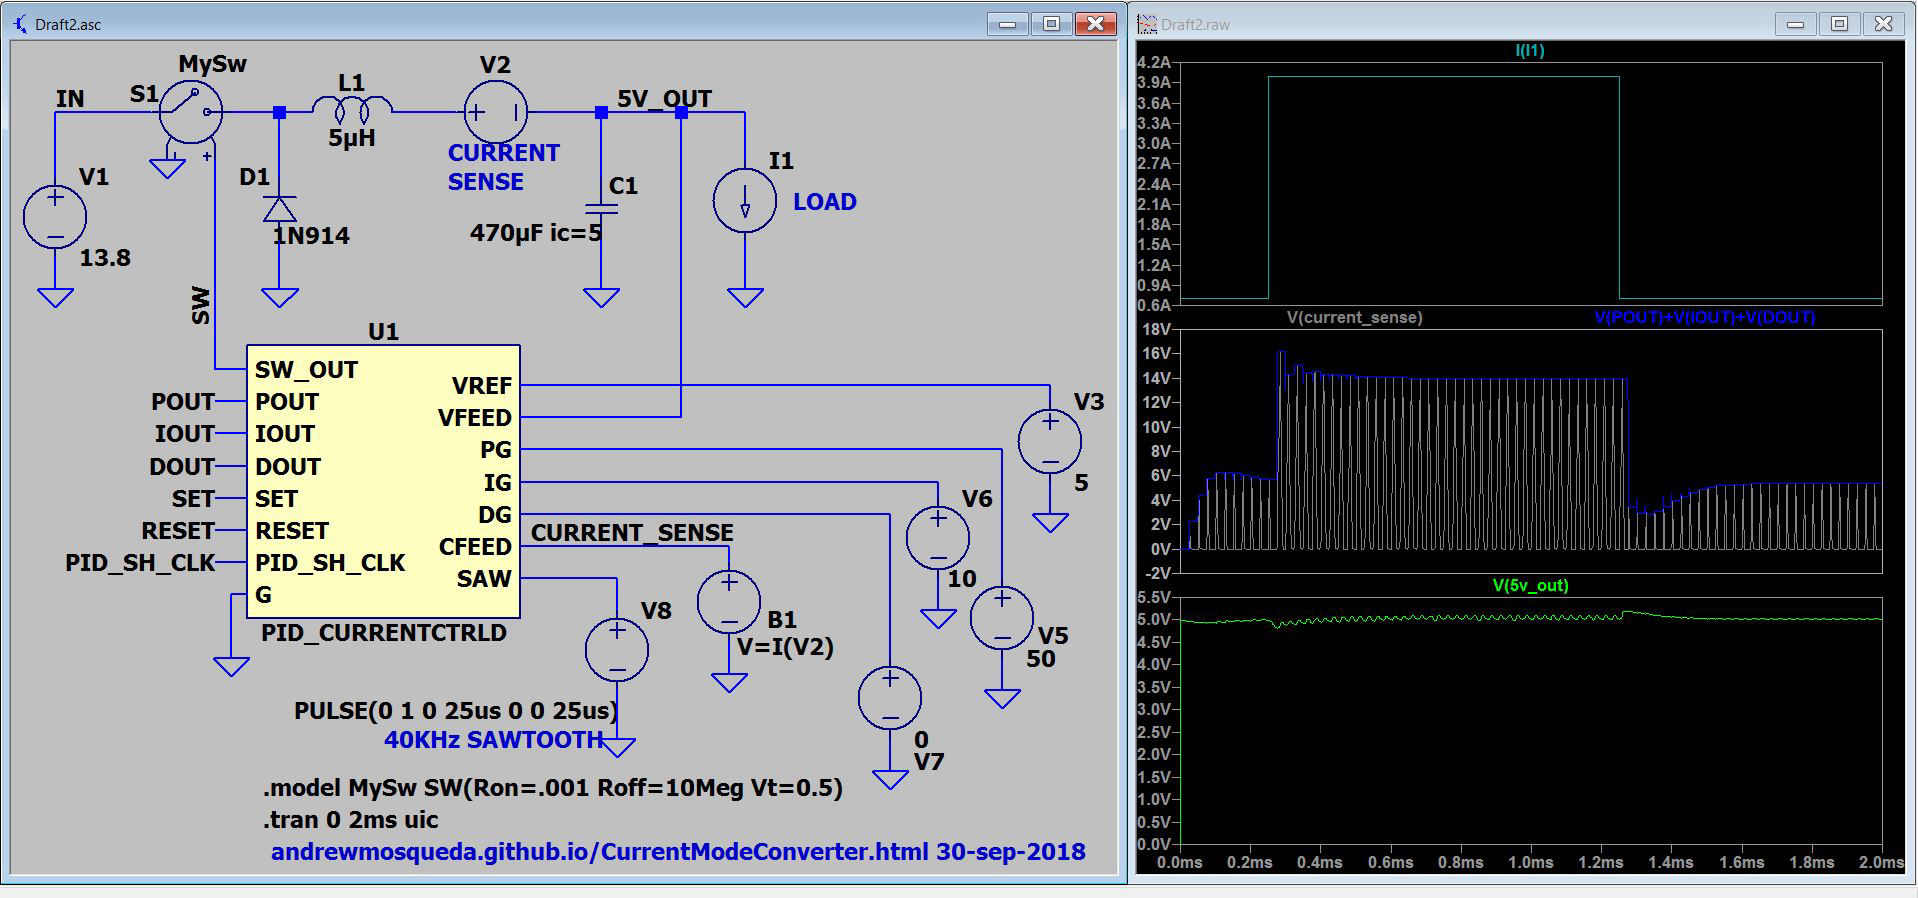 Draft2.asc
MySw
V2
IN
S1
L1
5V_OUT
5µH
CURRENT
SENSE
V1
D1
C1
I1
LOAD
1N914
470µF ic=5
13.8
SW
U1
SW_OUT
POUT
POUT
IOUT
IOUT
DOUT
DOUT
SET
SET
RESET
RESET
PID_SH_CLK
PID_SH_CLK
G
VREF
VFEED
PG
IG
DG
CFEED
SAW
PID_CURRENTCTRLD
CURRENT_SENSE
V3
5
V6
10
V5
50
V8
B1
V=I(V2)
0
V7
PULSE(0 1 0 25us 0 0 25us)
40KHz SAWTOOTH
.model MySw SW(Ron=.001 Roff=10Meg Vt=0.5)
.tran 0 2ms uic
andrewmosqueda.github.io/CurrentModeConverter.html 30-sep-2018
Draft2.raw
I(I1)
4.2A
3.9A
3.6A
3.3A
3.0A
2.7A
2.4A
2.1A
1.8A
1.5A
1.2A
0.9A
0.6A
V(current_sense)
V(POUT)+V(IOUT)+V(DOUT)
18V
16V
14V
12V
10V
8V
6V
4V
2V
0V
-2V
V(5v_out)
5.5V
5.0V
4.5V
4.0V
3.5V
3.0V
2.5V
2.0V
1.5V
1.0V
0.5V
0.0V
0.0ms 0.2ms 0.4ms 0.6ms 0.8ms 1.0ms 1.2ms 1.4ms 1.6ms 1.8ms 2.0ms